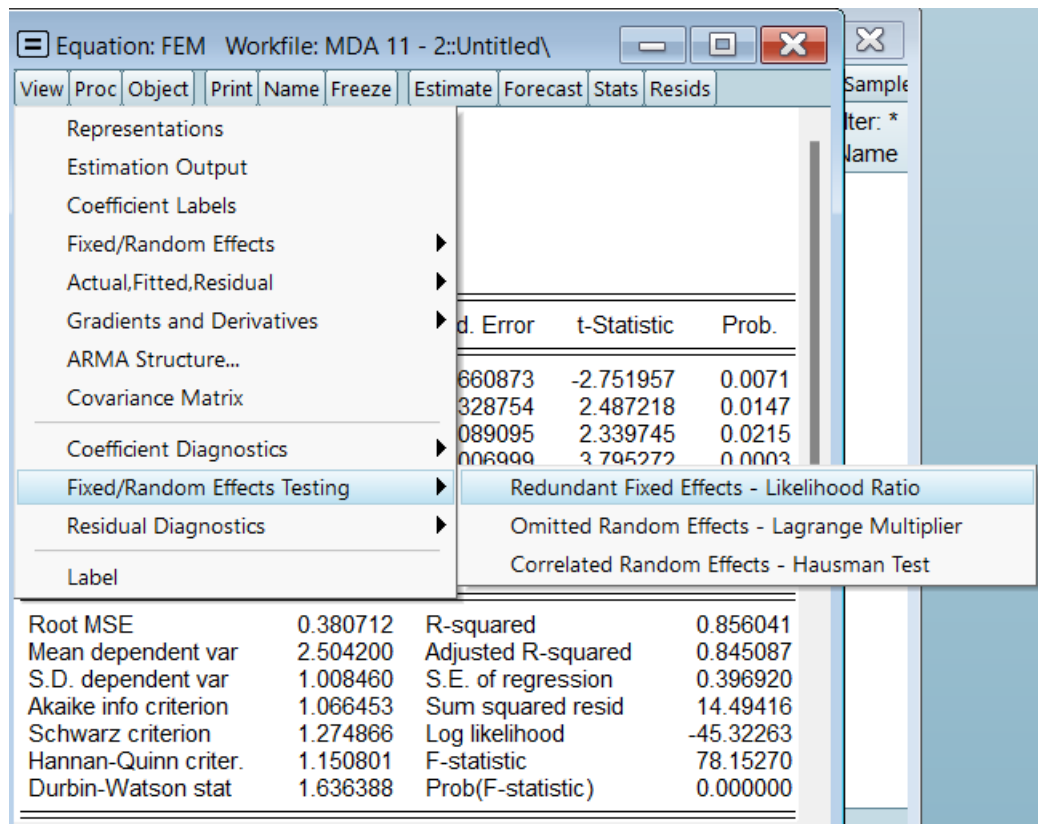 Equation: FEM Workfile: MDA 11 - 2::Untitled\
View Proc Object Print Name Freeze Estimate Forecast Stats Resids
Sample
lter: *
Name
Representations
Estimation Output
Coefficient Labels
Fixed/Random Effects
Actual,Fitted,Residual
Gradients and Derivatives
ARMA Structure...
Covariance Matrix
Coefficient Diagnostics
Fixed/Random Effects Testing
Residual Diagnostics
Label
d. Error t-Statistic Prob.
660873 -2.751957 0.0071
328754 2.487218 0.0147
089095 2.339745 0.0215
006999 3.795272 0.0003
Redundant Fixed Effects - Likelihood Ratio
Omitted Random Effects - Lagrange Multiplier
Correlated Random Effects - Hausman Test
Root MSE 0.380712 R-squared 0.856041
Mean dependent var 2.504200 Adjusted R-squared 0.845087
S.D. dependent var 1.008460 S.E. of regression 0.396920
Akaike info criterion 1.066453 Sum squared resid 14.49416
Schwarz criterion 1.274866 Log likelihood -45.32263
Hannan-Quinn criter. 1.150801 F-statistic 78.15270
Durbin-Watson stat 1.636388 Prob(F-statistic) 0.000000